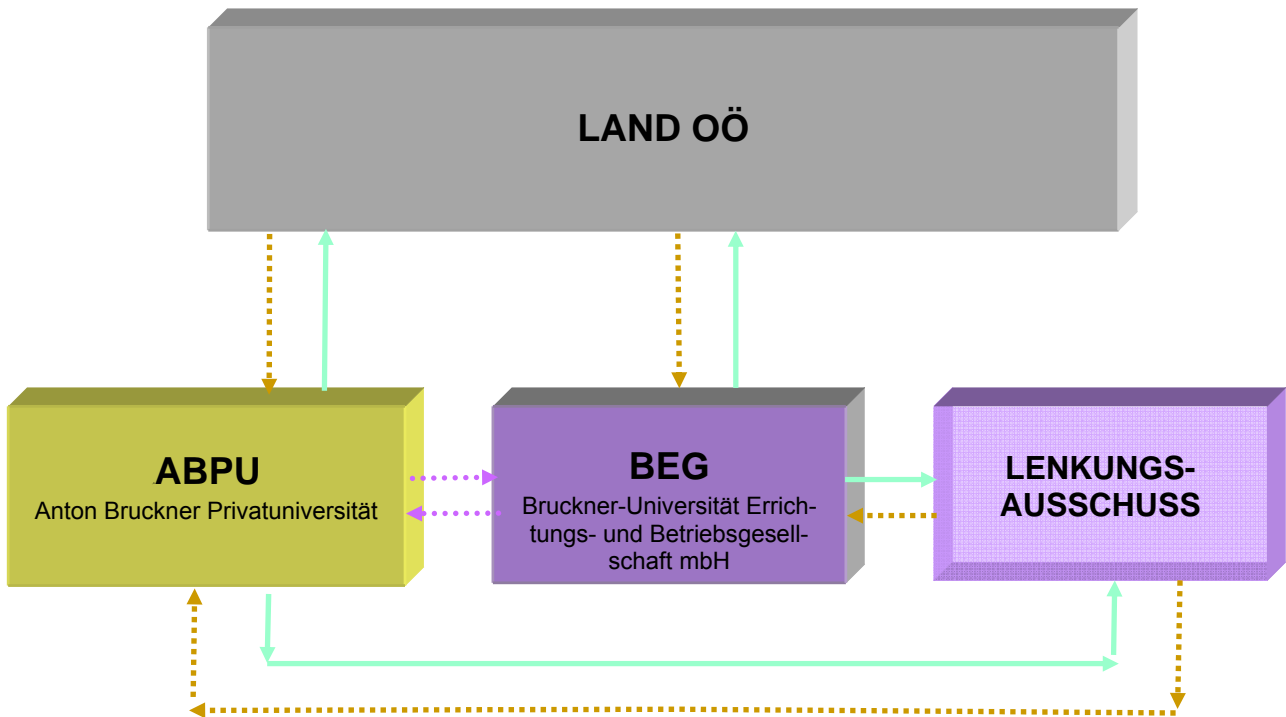 LAND OÖ
ABPU
Anton Bruckner Privatuniversität
BEG
Bruckner-Universität Errich-
tungs- und Betriebsgesell-
schaft mbH
LENKUNGS-
AUSSCHUSS